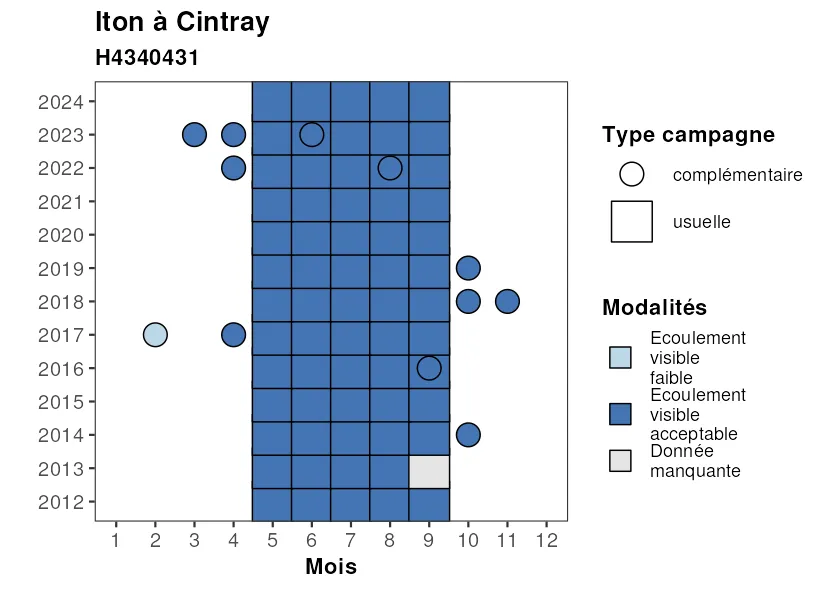 Iton à Cintray
H4340431
2024
2023
2022
2021
2020
2019
2018
2017
2016
2015
2014
2013
2012
1 2 3 4 5 6 7 8 9 10 11 12
Mois
Type campagne
complémentaire
usuelle
Modalités
Ecoulement
visible
faible
Ecoulement
visible
acceptable
Donnée
manquante